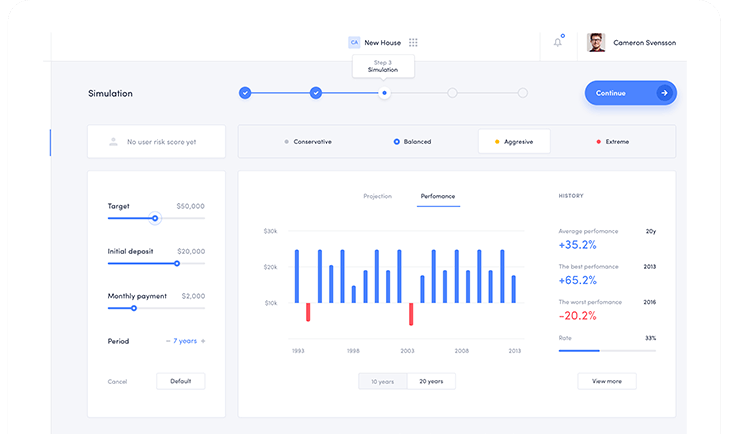 CA New House
Cameron Svensson
Step 3
Simulation
Simulation
Continue
No user risk score yet
Conservative
Balanced
Aggresive
Extreme
Target $50,000
Initial deposit $20,000
Monthly payment $2,000
Period – 7 years +
Cancel
Default
Projection
Perfomance
$30k
$20k
$10k
1993
1998
2003
2008
2013
10 years
20 years
HISTORY
Average perfomance 20y
+35.2%
The best perfomance 2013
+65.2%
The worst perfomance 2016
-20.2%
Rate 33%
View more